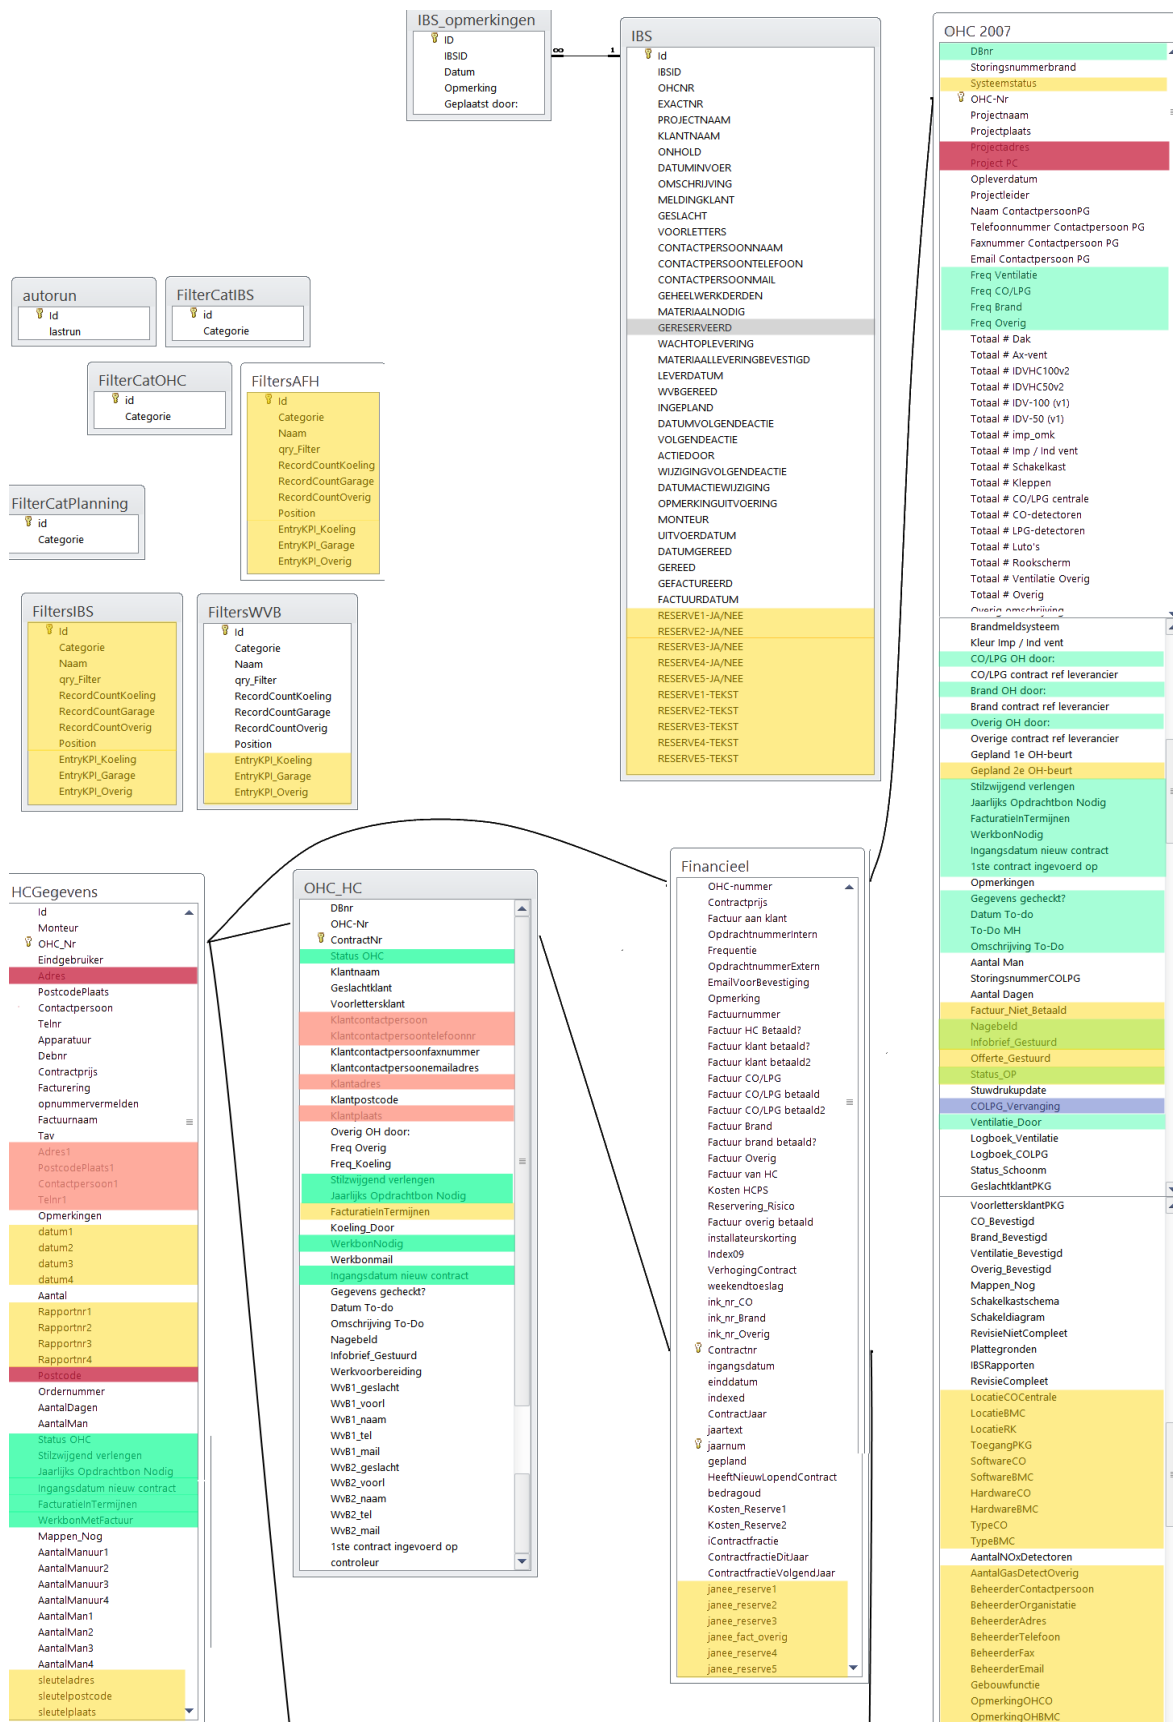 IBS_opmerkingen
ID
IBSID
Datum
Opmerking
Geplaatst door:
∞
1
IBS
Id
IBSID
OHCNR
EXACTNR
PROJECTNAAM
KLANTNAAM
ONHOLD
DATUMINVOER
OMSCHRIJVING
MELDINGKLANT
GESLACHT
VOORLETTERS
CONTACTPERSOONNAAM
CONTACTPERSOONTELEFOON
CONTACTPERSOONMAIL
GEHEELWERKDERDEN
MATERIAALNODIG
GERESERVEERD
WACHTOPLEVERING
MATERIAALLEVERINGBEVESTIGD
LEVERDATUM
WVBGEREED
INGEPLAND
DATUMVOLGENDEACTIE
VOLGENDEACTIE
ACTIEDOOR
WIJZIGINGVOLGENDEACTIE
DATUMACTIEWIJZIGING
OPMERKINGUITVOERING
MONTEUR
UITVOERDATUM
DATUMGEREED
GEREED
GEFACTUREERD
FACTUURDATUM
RESERVE1-JA/NEE
RESERVE2-JA/NEE
RESERVE3-JA/NEE
RESERVE4-JA/NEE
RESERVE5-JA/NEE
RESERVE1-TEKST
RESERVE2-TEKST
RESERVE3-TEKST
RESERVE4-TEKST
RESERVE5-TEKST
OHC 2007
DBnr
Storingsnummerbrand
Systeemstatus
OHC-Nr
Projectnaam
Projectplaats
Projectadres
Project PC
Opleverdatum
Projectleider
Naam ContactpersoonPG
Telefoonnummer Contactpersoon PG
Faxnummer Contactpersoon PG
Email Contactpersoon PG
Freq Ventilatie
Freq CO/LPG
Freq Brand
Freq Overig
Totaal # Dak
Totaal # Ax-vent
Totaal # IDVHC100v2
Totaal # IDVHC50v2
Totaal # IDV-100 (v1)
Totaal # IDV-50 (v1)
Totaal # imp_omk
Totaal # Imp / Ind vent
Totaal # Schakelkast
Totaal # Kleppen
Totaal # CO/LPG centrale
Totaal # CO-detectoren
Totaal # LPG-detectoren
Totaal # Luto's
Totaal # Rookscherm
Totaal # Ventilatie Overig
Totaal # Overig
Overig omschrijving
Brandmeldsysteem
Kleur Imp / Ind vent
CO/LPG OH door:
CO/LPG contract ref leverancier
Brand OH door:
Brand contract ref leverancier
Overig OH door:
Overige contract ref leverancier
Gepland 1e OH-beurt
Gepland 2e OH-beurt
Stilzwijgend verlengen
Jaarlijks Opdrachtbon Nodig
FacturatieInTermijnen
WerkbonNodig
Ingangsdatum nieuw contract
1ste contract ingevoerd op
Opmerkingen
Gegevens gecheckt?
Datum To-do
To-Do MH
Omschrijving To-Do
Aantal Man
StoringsnummerCOLPG
Aantal Dagen
Factuur_Niet_Betaald
Nagebeld
Infobrief_Gestuurd
Offerte_Gestuurd
Status_OP
Stuwdrukupdate
COLPG_Vervanging
Ventilatie_Door
Logboek_Ventilatie
Logboek_COLPG
Status_Schoonm
GeslachtklantPKG
VoorlettersklantPKG
CO_Bevestigd
Brand_Bevestigd
Ventilatie_Bevestigd
Overig_Bevestigd
Mappen_Nog
Schakelkastschema
Schakeldiagram
RevisieNietCompleet
Plattegronden
IBSRapporten
RevisieCompleet
LocatieCOCentrale
LocatieBMC
LocatieRK
ToegangPKG
SoftwareCO
SoftwareBMC
HardwareCO
HardwareBMC
TypeCO
TypeBMC
AantalNOxDetectoren
AantalGasDetectOverig
BeheerderContactpersoon
BeheerderOrganistatie
BeheerderAdres
BeheerderTelefoon
BeheerderFax
BeheerderEmail
Gebouwfunctie
OpmerkingOHCO
OpmerkingOHBMC
autorun
Id
lastrun
FilterCatIBS
id
Categorie
FilterCatOHC
id
Categorie
FiltersAFH
Id
Categorie
Naam
qry_Filter
RecordCountKoeling
RecordCountGarage
RecordCountOverig
Position
EntryKPI_Koeling
EntryKPI_Garage
EntryKPI_Overig
FilterCatPlanning
id
Categorie
FiltersIBS
Id
Categorie
Naam
qry_Filter
RecordCountKoeling
RecordCountGarage
RecordCountOverig
Position
EntryKPI_Koeling
EntryKPI_Garage
EntryKPI_Overig
FiltersWVB
Id
Categorie
Naam
qry_Filter
RecordCountKoeling
RecordCountGarage
RecordCountOverig
Position
EntryKPI_Koeling
EntryKPI_Garage
EntryKPI_Overig
HCGegevens
Id
Monteur
OHC_Nr
Eindgebruiker
Adres
PostcodePlaats
Contactpersoon
Telnr
Apparatuur
Debnr
Contractprijs
Facturering
opnummervermelden
Factuurnaam
Tav
Adres1
PostcodePlaats1
Contactpersoon1
Telnr1
Opmerkingen
datum1
datum2
datum3
datum4
Aantal
Rapportnr1
Rapportnr2
Rapportnr3
Rapportnr4
Postcode
Ordernummer
AantalDagen
AantalMan
Status OHC
Stilzwijgend verlengen
Jaarlijks Opdrachtbon Nodig
Ingangsdatum nieuw contract
FacturatieInTermijnen
WerkbonMetFactuur
Mappen_Nog
AantalManuur1
AantalManuur2
AantalManuur3
AantalManuur4
AantalMan1
AantalMan2
AantalMan3
AantalMan4
sleuteladres
sleutelpostcode
sleutelplaats
OHC_HC
DBnr
OHC-Nr
ContractNr
Status OHC
Klantnaam
Geslachtklant
Voorlettersklant
Klantcontactpersoon
Klantcontactpersoontelefoonnr
Klantcontactpersoonfaxnummer
Klantcontactpersoonemailadres
Klantadres
Klantpostcode
Klantplaats
Overig OH door:
Freq Overig
Freq_Koeling
Stilzwijgend verlengen
Jaarlijks Opdrachtbon Nodig
FacturatieInTermijnen
Koeling_Door
WerkbonNodig
Werkbonmail
Ingangsdatum nieuw contract
Gegevens gecheckt?
Datum To-do
Omschrijving To-Do
Nagebeld
Infobrief_Gestuurd
Werkvoorbereiding
WvB1_geslacht
WvB1_voorl
WvB1_naam
WvB1_tel
WvB1_mail
WvB2_geslacht
WvB2_voorl
WvB2_naam
WvB2_tel
WvB2_mail
1ste contract ingevoerd op
controleur
Financieel
OHC-nummer
Contractprijs
Factuur aan klant
OpdrachtnummerIntern
Frequentie
OpdrachtnummerExtern
EmailVoorBevestiging
Opmerking
Factuurnummer
Factuur HC Betaald?
Factuur klant betaald?
Factuur klant betaald2
Factuur CO/LPG
Factuur CO/LPG betaald
Factuur CO/LPG betaald2
Factuur Brand
Factuur brand betaald?
Factuur Overig
Factuur van HC
Kosten HCPS
Reservering_Risico
Factuur overig betaald
installateurskorting
Index09
VerhogingContract
weekendtoeslag
ink_nr_CO
ink_nr_Brand
ink_nr_Overig
Contractnr
ingangsdatum
einddatum
indexed
ContractJaar
jaartext
jaarnum
gepland
HeeftNieuwLopendContract
bedragoud
Kosten_Reserve1
Kosten_Reserve2
iContractfractie
ContractfractieDitJaar
ContractfractieVolgendJaar
janee_reserve1
janee_reserve2
janee_reserve3
janee_fact_overig
janee_reserve4
janee_reserve5